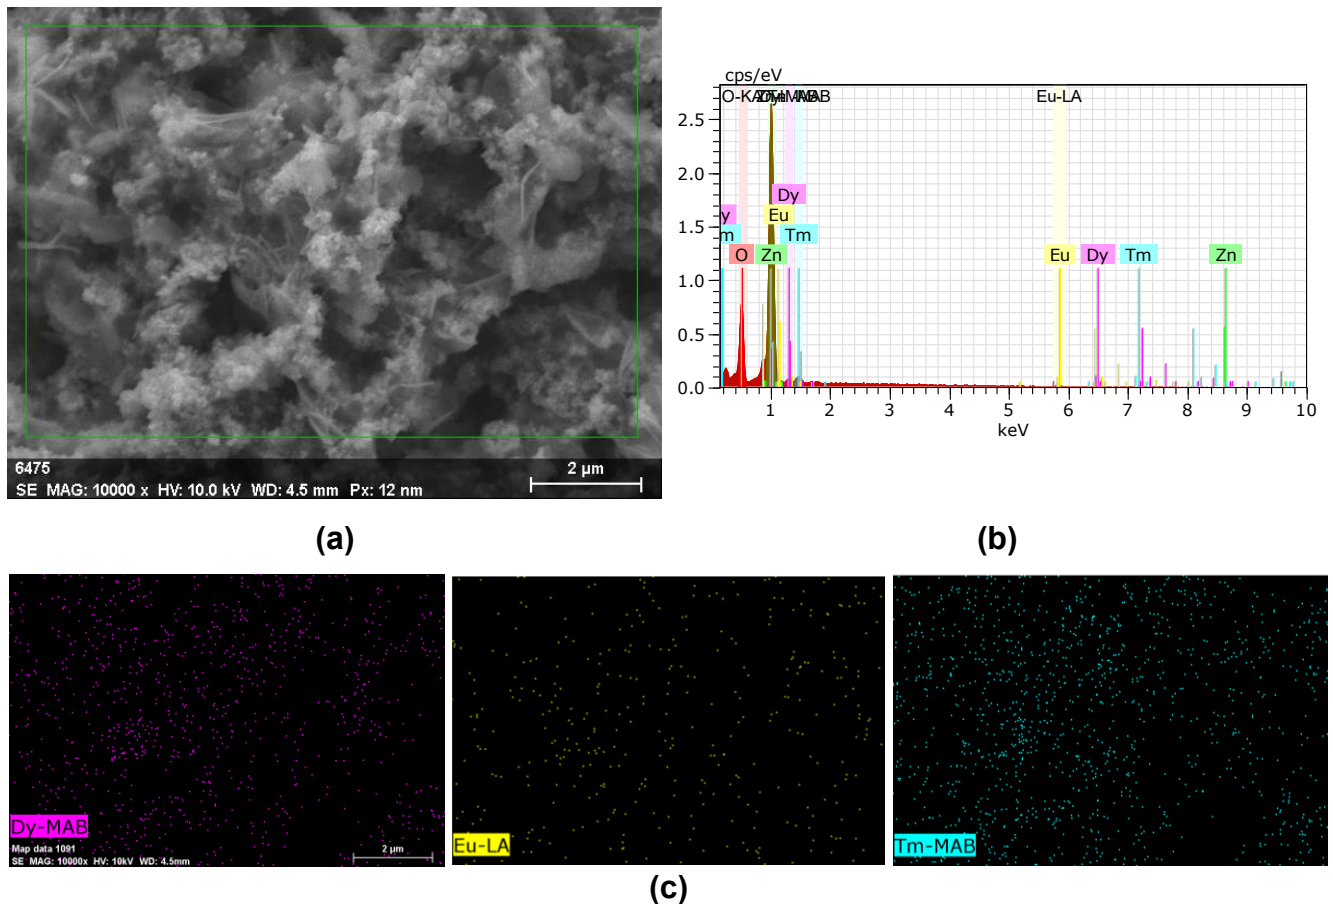 6475
SE MAG: 10000 x HV: 10.0 kV WD: 4.5 mm Px: 12 nm
2 µm
(a)
cps/eV
Eu-LA
2.5
2.0
1.5
1.0
0.5
0.0
Dy
Eu
Tm
O
Zn
Eu
Dy
Tm
Zn
1 2 3 4 5 6 7 8 9 10
keV
(b)
Dy-MAB
Map data 1091
SE MAG: 10000x HV: 10kV WD: 4.5mm
2 µm
Eu-LA
Tm-MAB
(c)